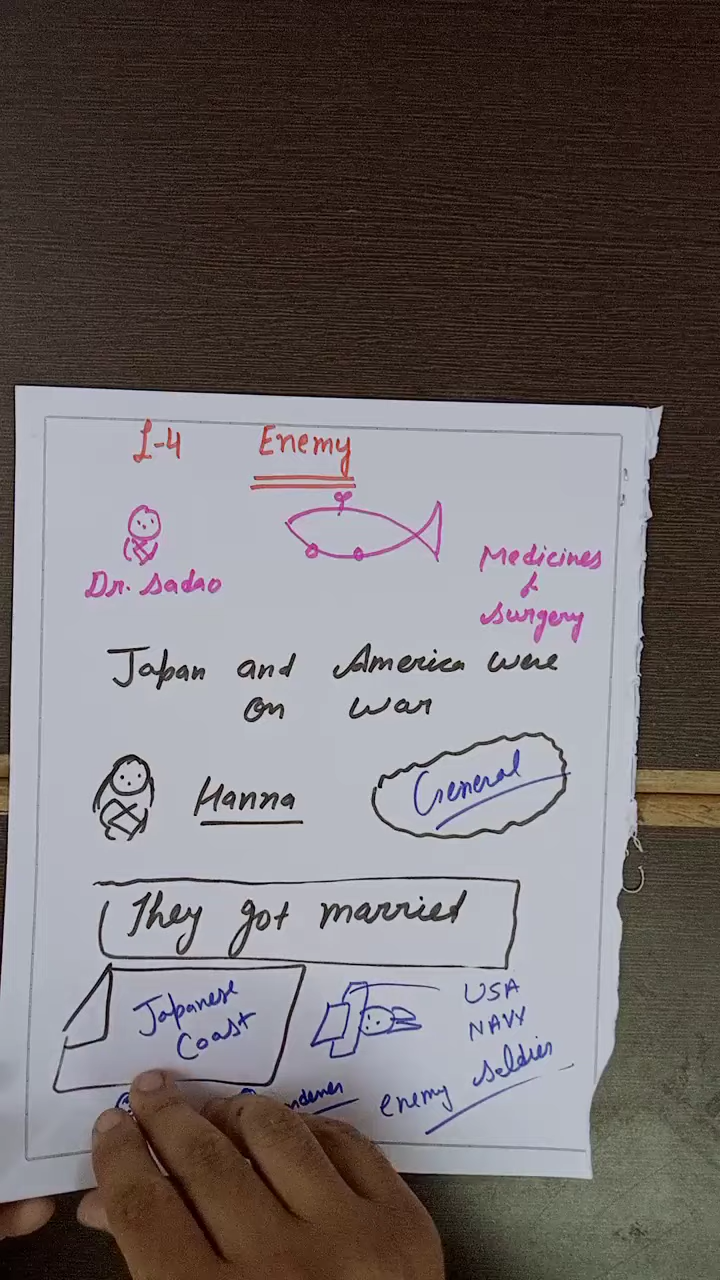 L-4 Enemy
Dr. Sadao
Medicines
&
Surgery
Japan and America were
on war
Hanna
General
They got married
Japanese
Coast
USA
NAVY
enemy soldier